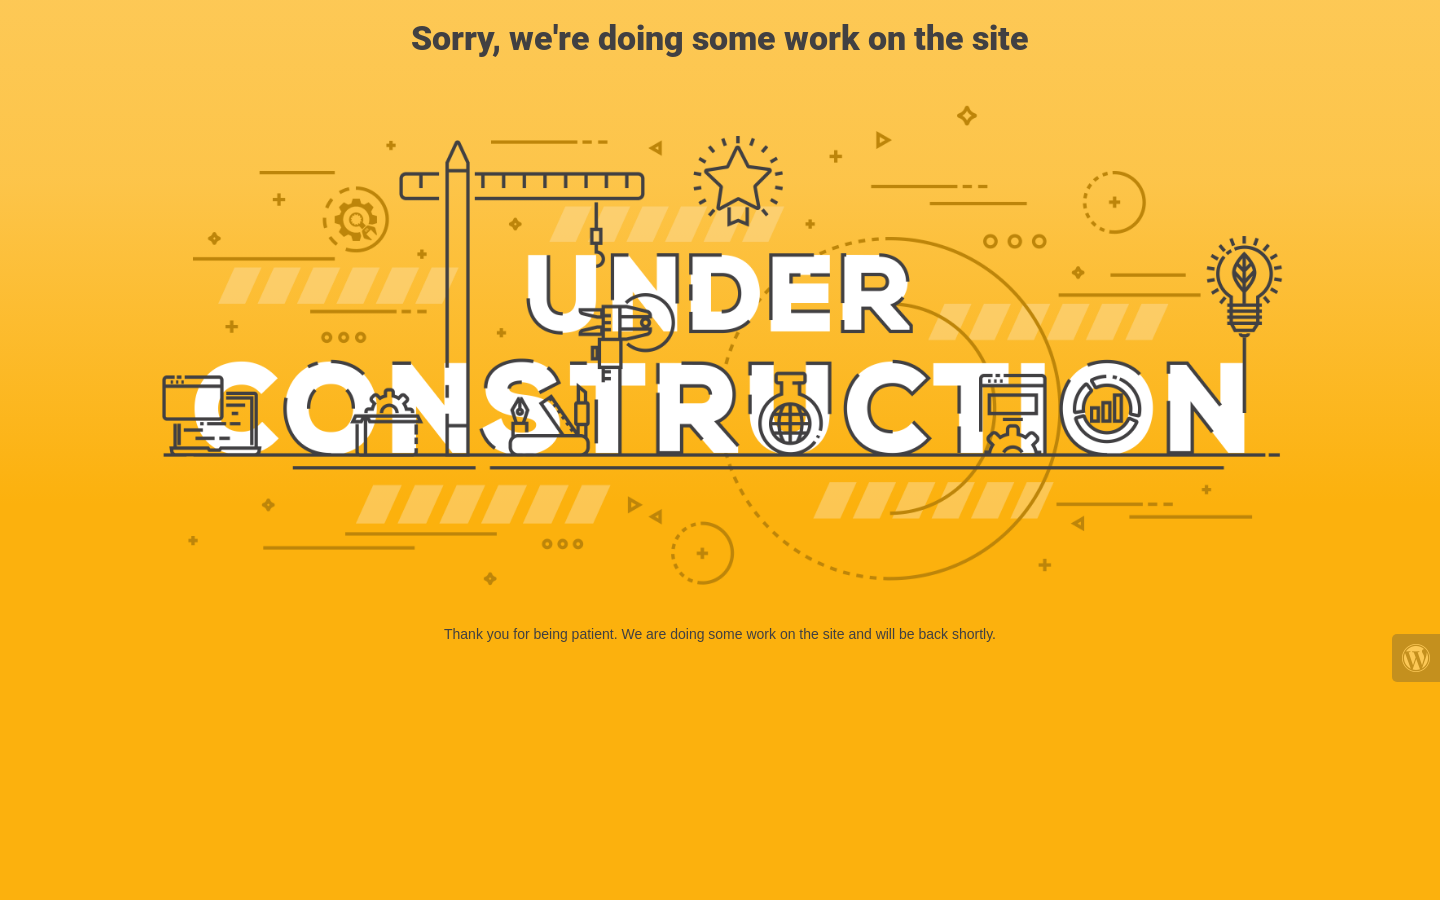 Sorry, we're doing some work on the site
UNDER
CONSTRUCTION
Thank you for being patient. We are doing some work on the site and will be back shortly.